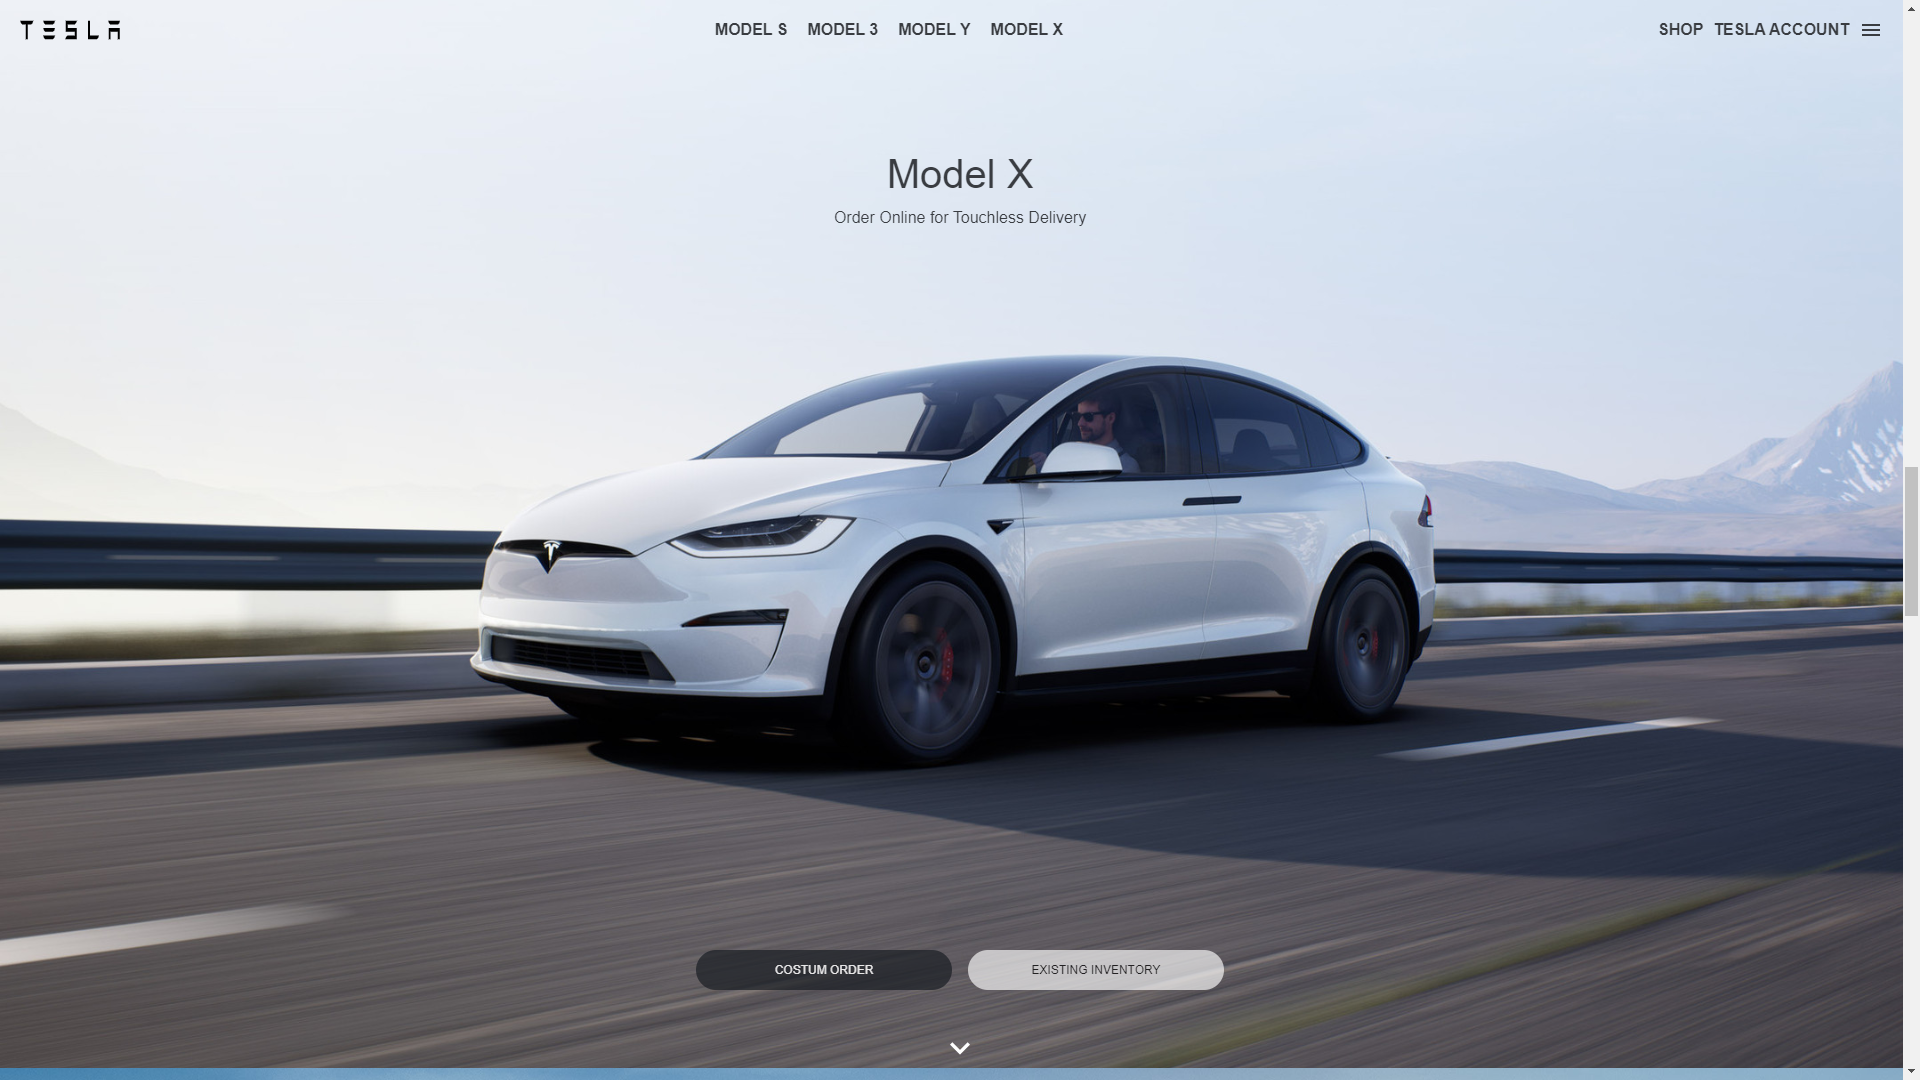 TESLA
MODEL S MODEL 3 MODEL Y MODEL X
SHOP TESLA ACCOUNT
Model X
Order Online for Touchless Delivery
COSTUM ORDER
EXISTING INVENTORY